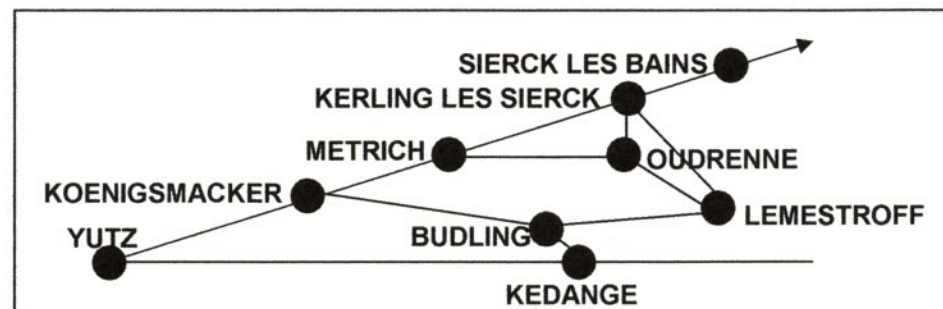 SIERCK LES BAINS
KERLING LES SIERCK
METRICH
OUDRENNE
KOENIGSMACKER
LEMESTROFF
YUTZ
BUDLING
KEDANGE